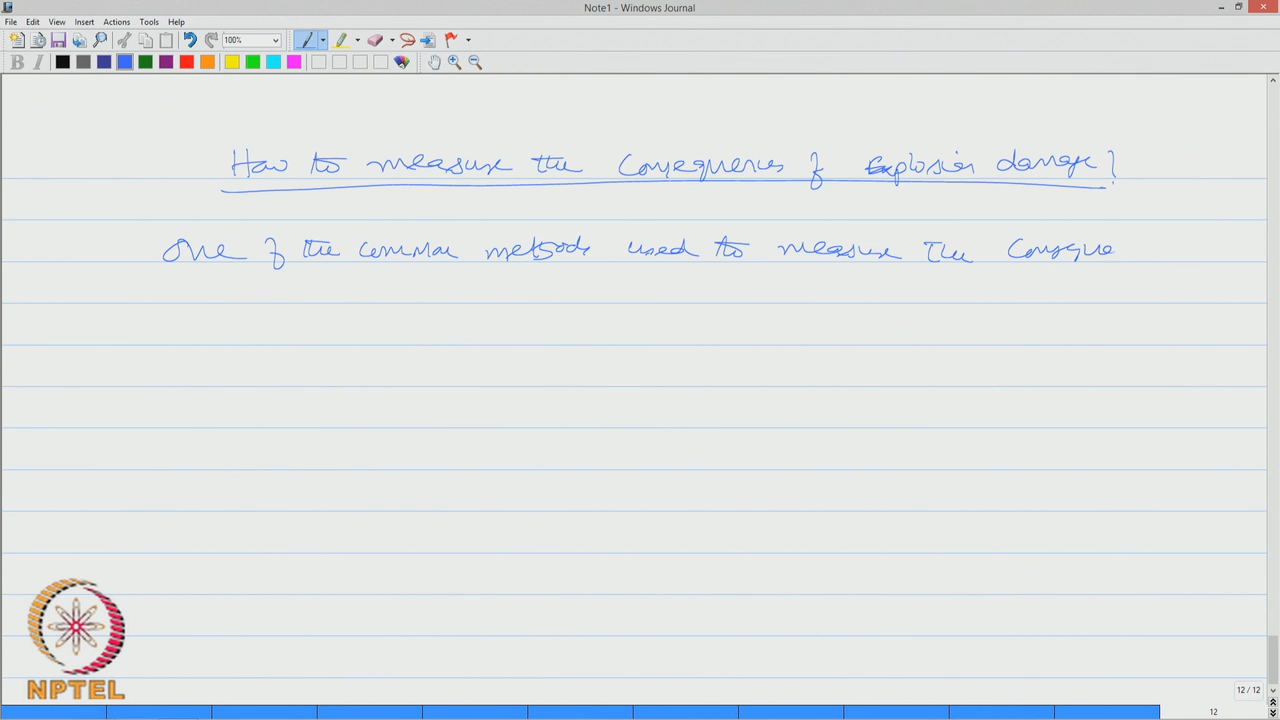 Note1 - Windows Journal
File Edit View Insert Actions Tools Help
100%
B I
How to measure the consequences of explosion damage?
One of the common methods used to measure the conseque
NPTEL
12 / 12
12